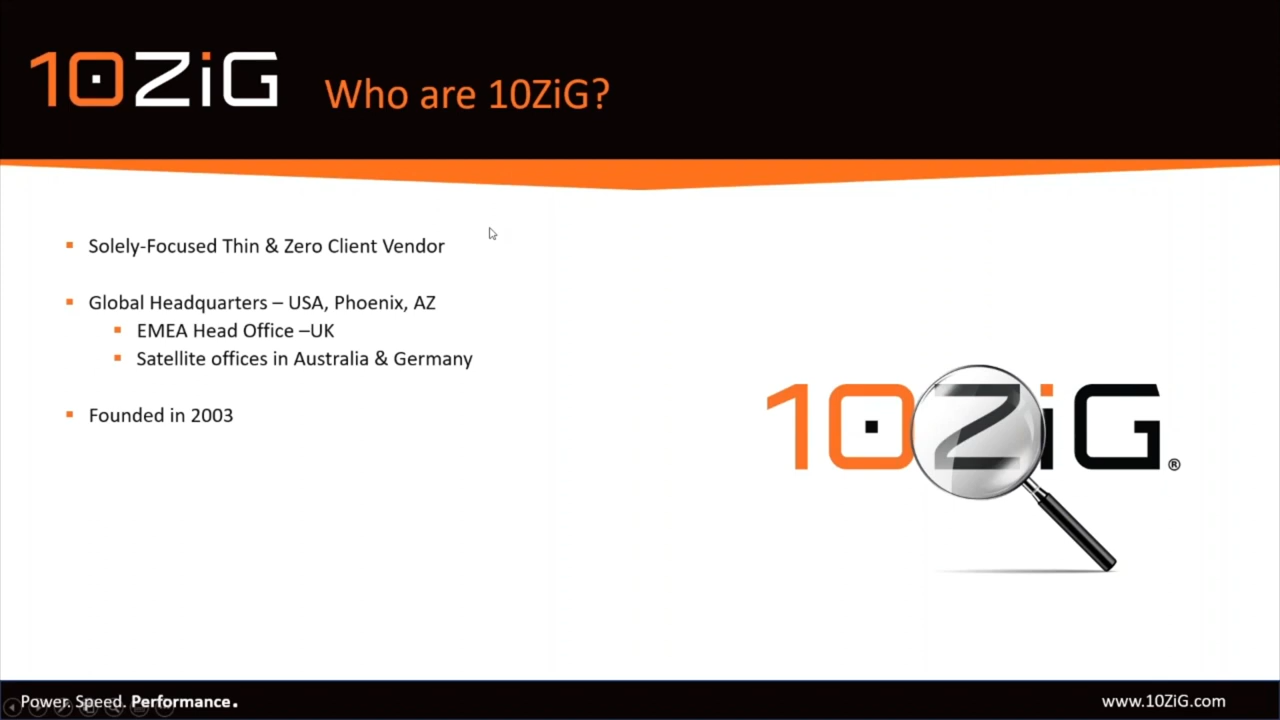 10ZiG
Who are 10ZiG?
Solely-Focused Thin & Zero Client Vendor
Global Headquarters – USA, Phoenix, AZ
EMEA Head Office –UK
Satellite offices in Australia & Germany
Founded in 2003
10ZiG®
Power. Speed. Performance.
www.10ZiG.com